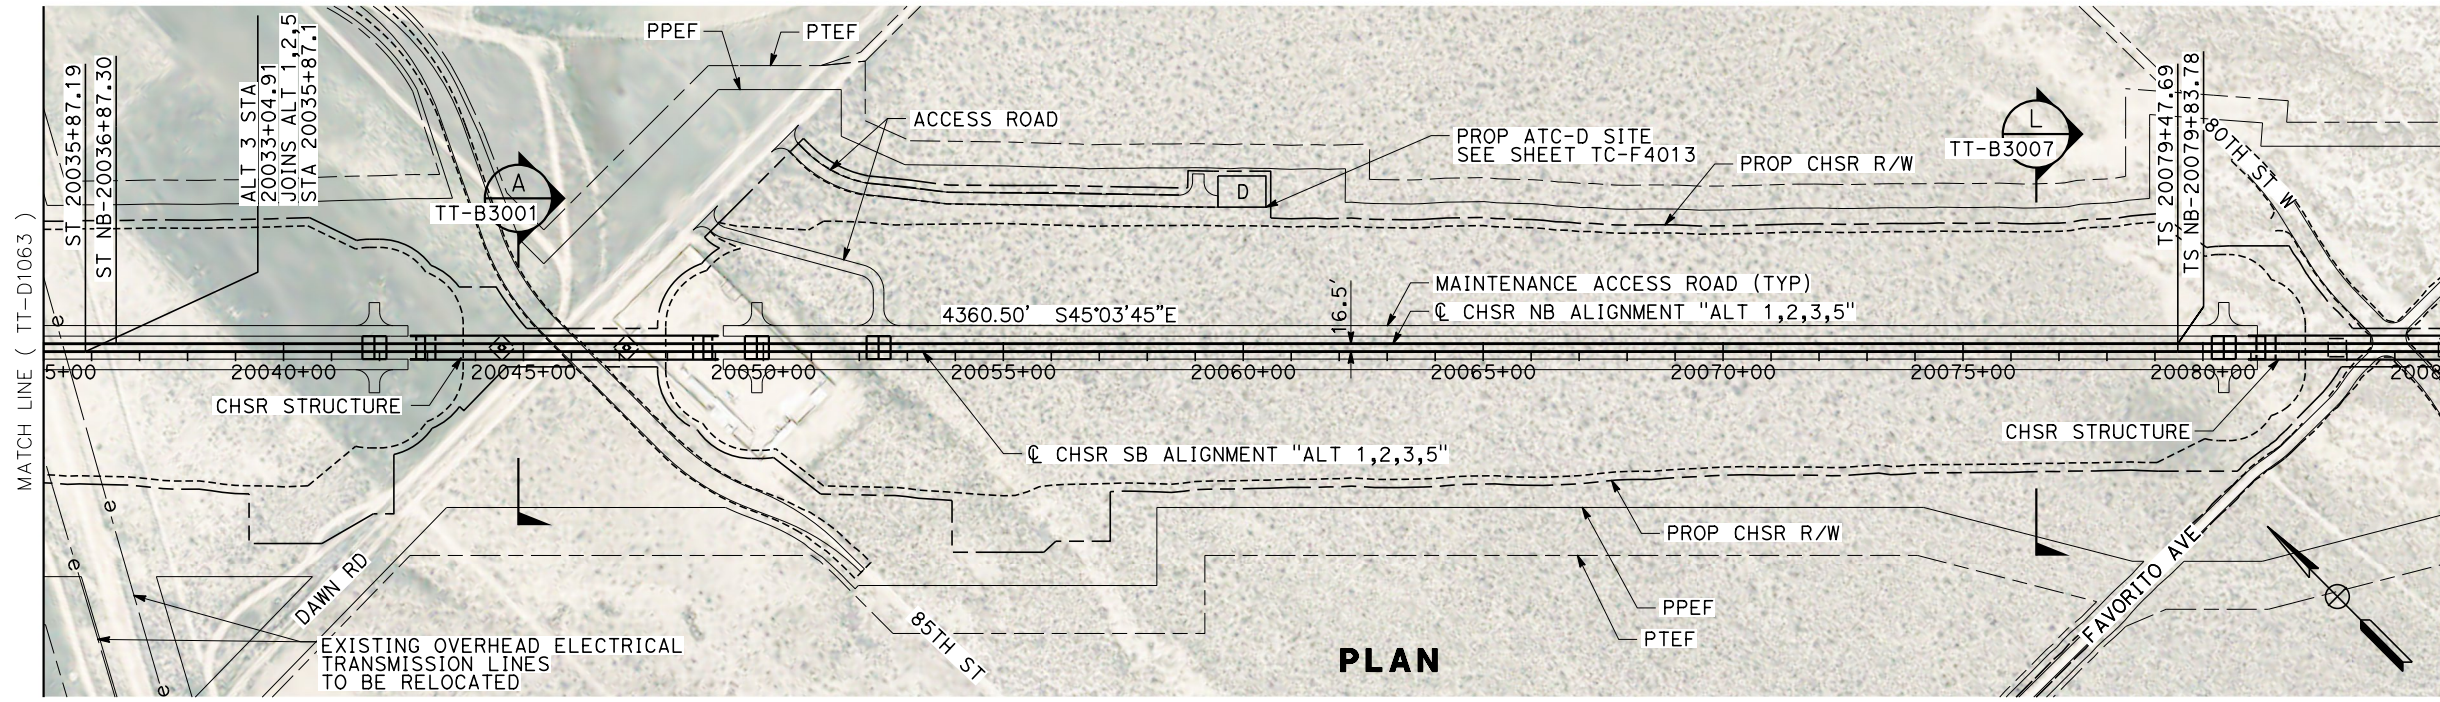 MATCH LINE ( TT-D1063 )
ST 20035+87.19
ST NB-20036+87.30
ALT 3 STA
20033+04.91
JOINS ALT 1,2,5
STA 20035+87.1
PPEF
PTEF
ACCESS ROAD
A
TT-B3001
PROP ATC-D SITE
SEE SHEET TC-F4013
D
PROP CHSR R/W
L
TT-B3007
TS 20079+47.69
TS NB-20079+83.78
80TH ST W
MAINTENANCE ACCESS ROAD (TYP)
℄ CHSR NB ALIGNMENT "ALT 1,2,3,5"
16.5'
4360.50' S45°03'45"E
e
5+00
20040+00
20045+00
20050+00
20055+00
20060+00
20065+00
20070+00
20075+00
20080+00
2008
CHSR STRUCTURE
CHSR STRUCTURE
℄ CHSR SB ALIGNMENT "ALT 1,2,3,5"
e
PROP CHSR R/W
e
DAWN RD
FAVORITO AVE
PPEF
PTEF
85TH ST
EXISTING OVERHEAD ELECTRICAL
TRANSMISSION LINES
TO BE RELOCATED
e
PLAN